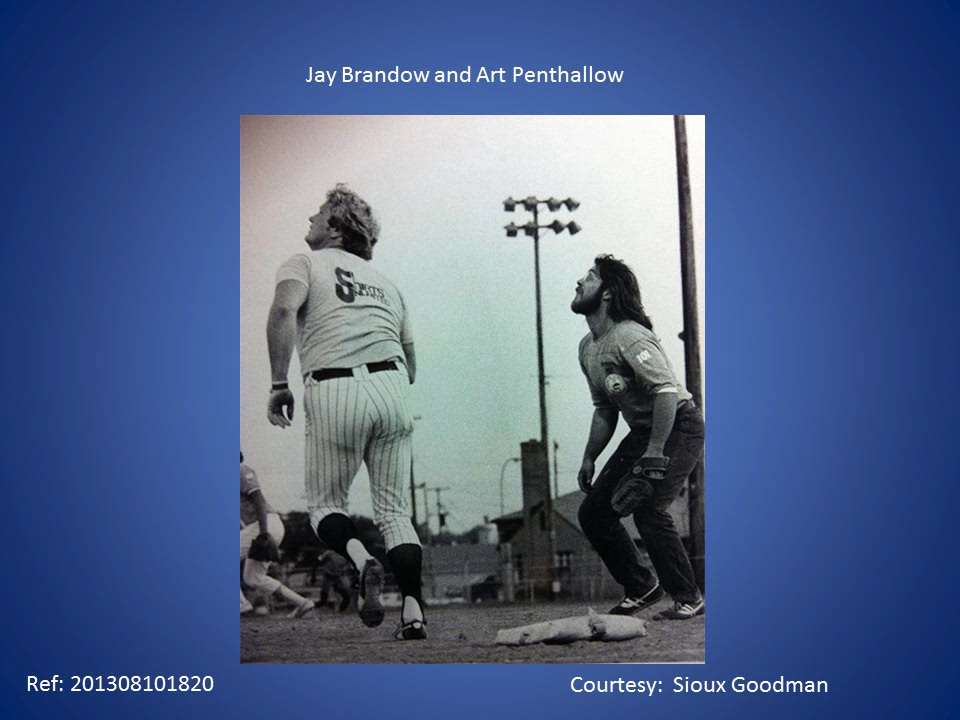 Jay Brandow and Art Penthallow
Ref: 201308101820
Courtesy: Sioux Goodman